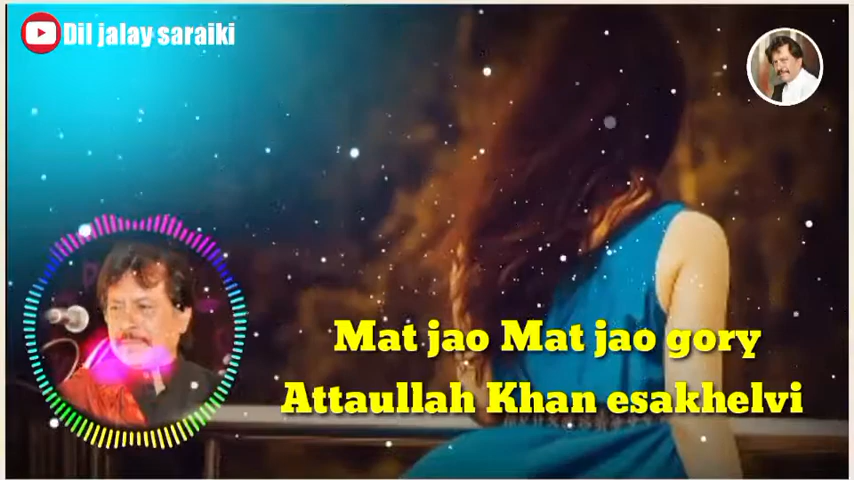 Dil jalay saraiki
Mat jao Mat jao gory
Attaullah Khan esakhelvi